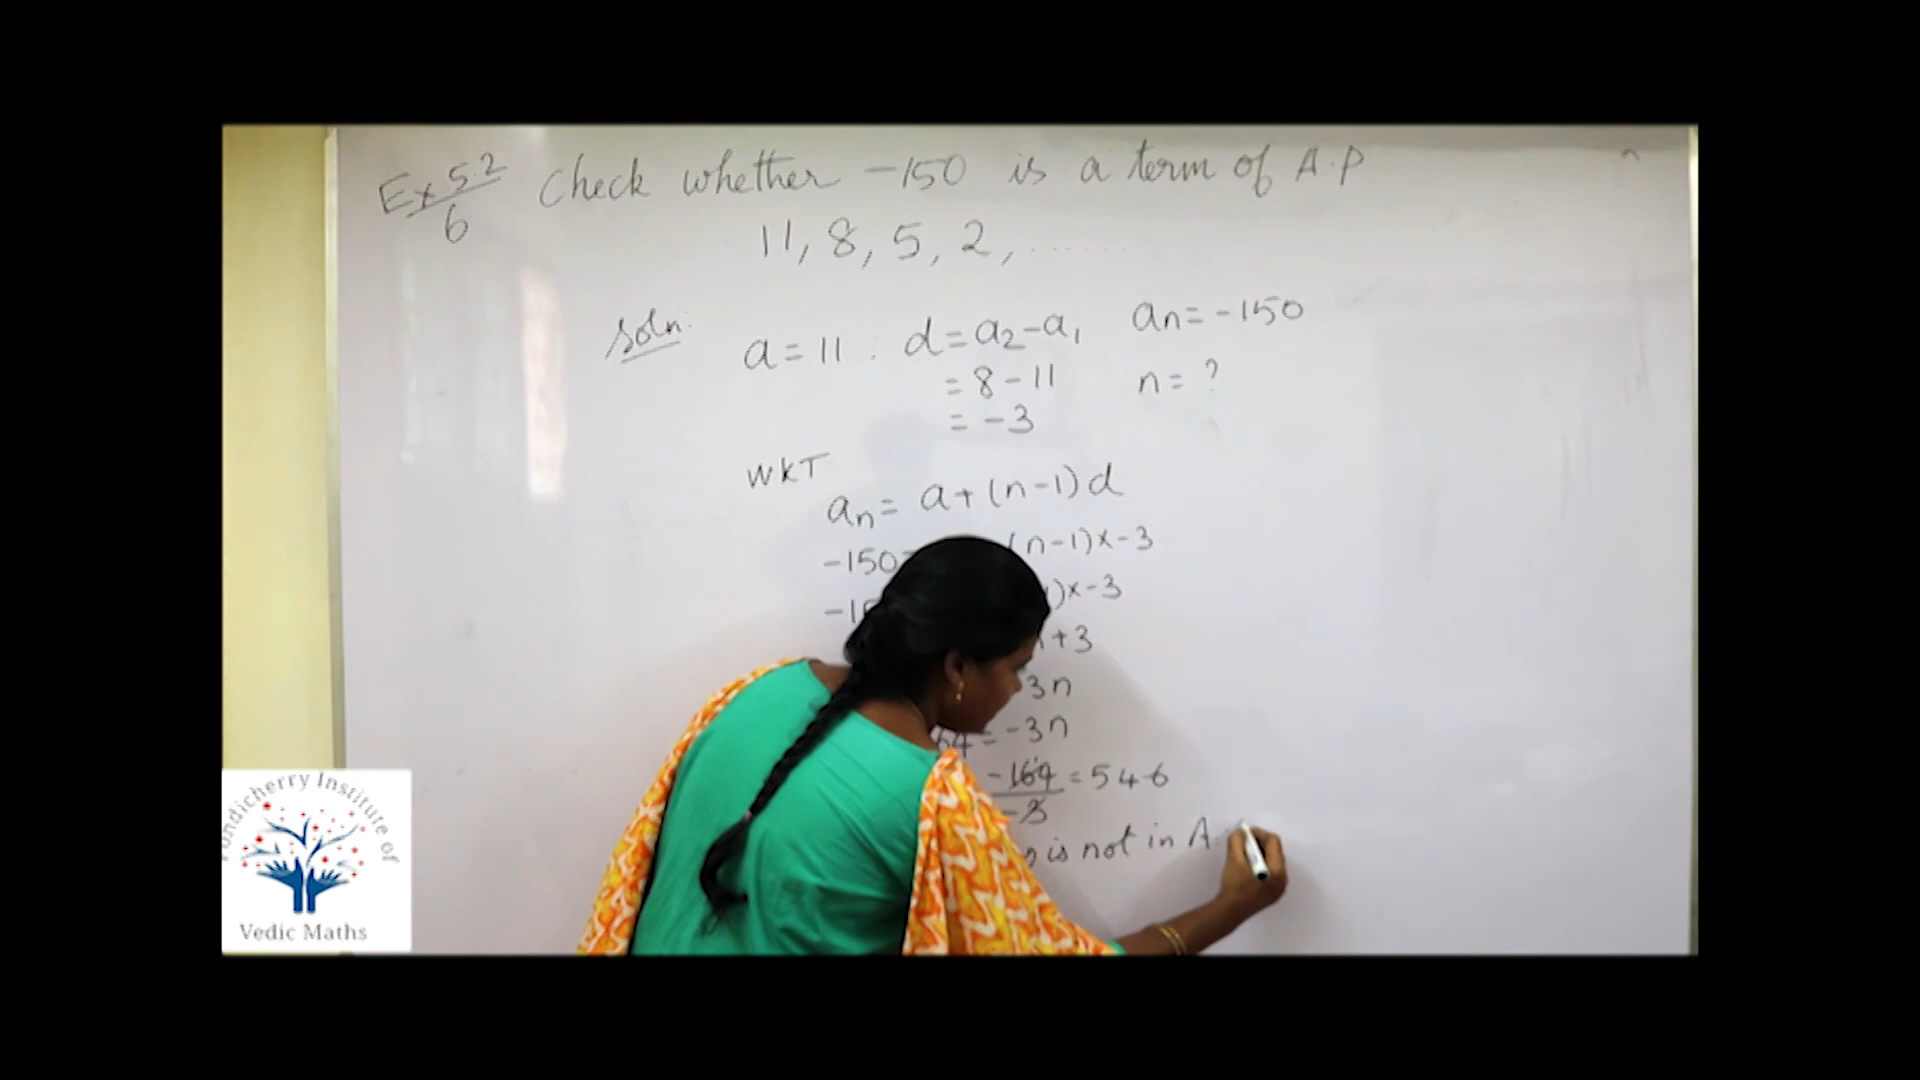 Ex 5.2
6
Check whether -150 is a term of A.P
11, 8, 5, 2, .......
Soln:
a = 11 : d = a₂ - a₁
= 8 - 11
= -3
aₙ = -150
n = ?
WKT
aₙ = a + (n-1) d
-150 (n-1) x -3
) x -3
+ 3
3n
= -3n
-164
-3
= 54.6
is not in A
Pondicherry Institute of
Vedic Maths